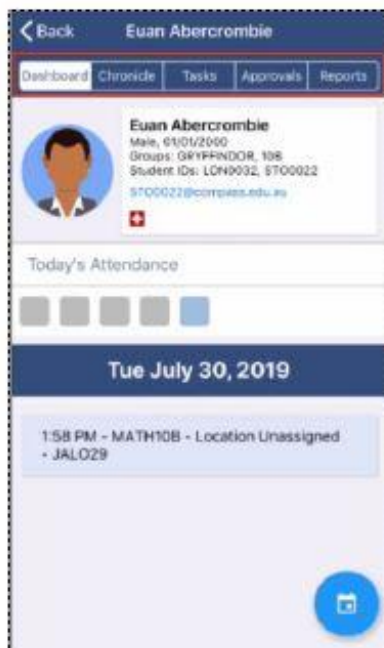 Back Euan Abercrombie
Dashboard Chronicle Tasks Approvals Reports
Euan Abercrombie
Male, 01/01/2000
Groups: GRYFFINDOR, 10B
Student IDs: LON0032, STO0022
STO0022@compass.edu.au
Today's Attendance
Tue July 30, 2019
1:58 PM - MATH10B - Location Unassigned
- JALO29